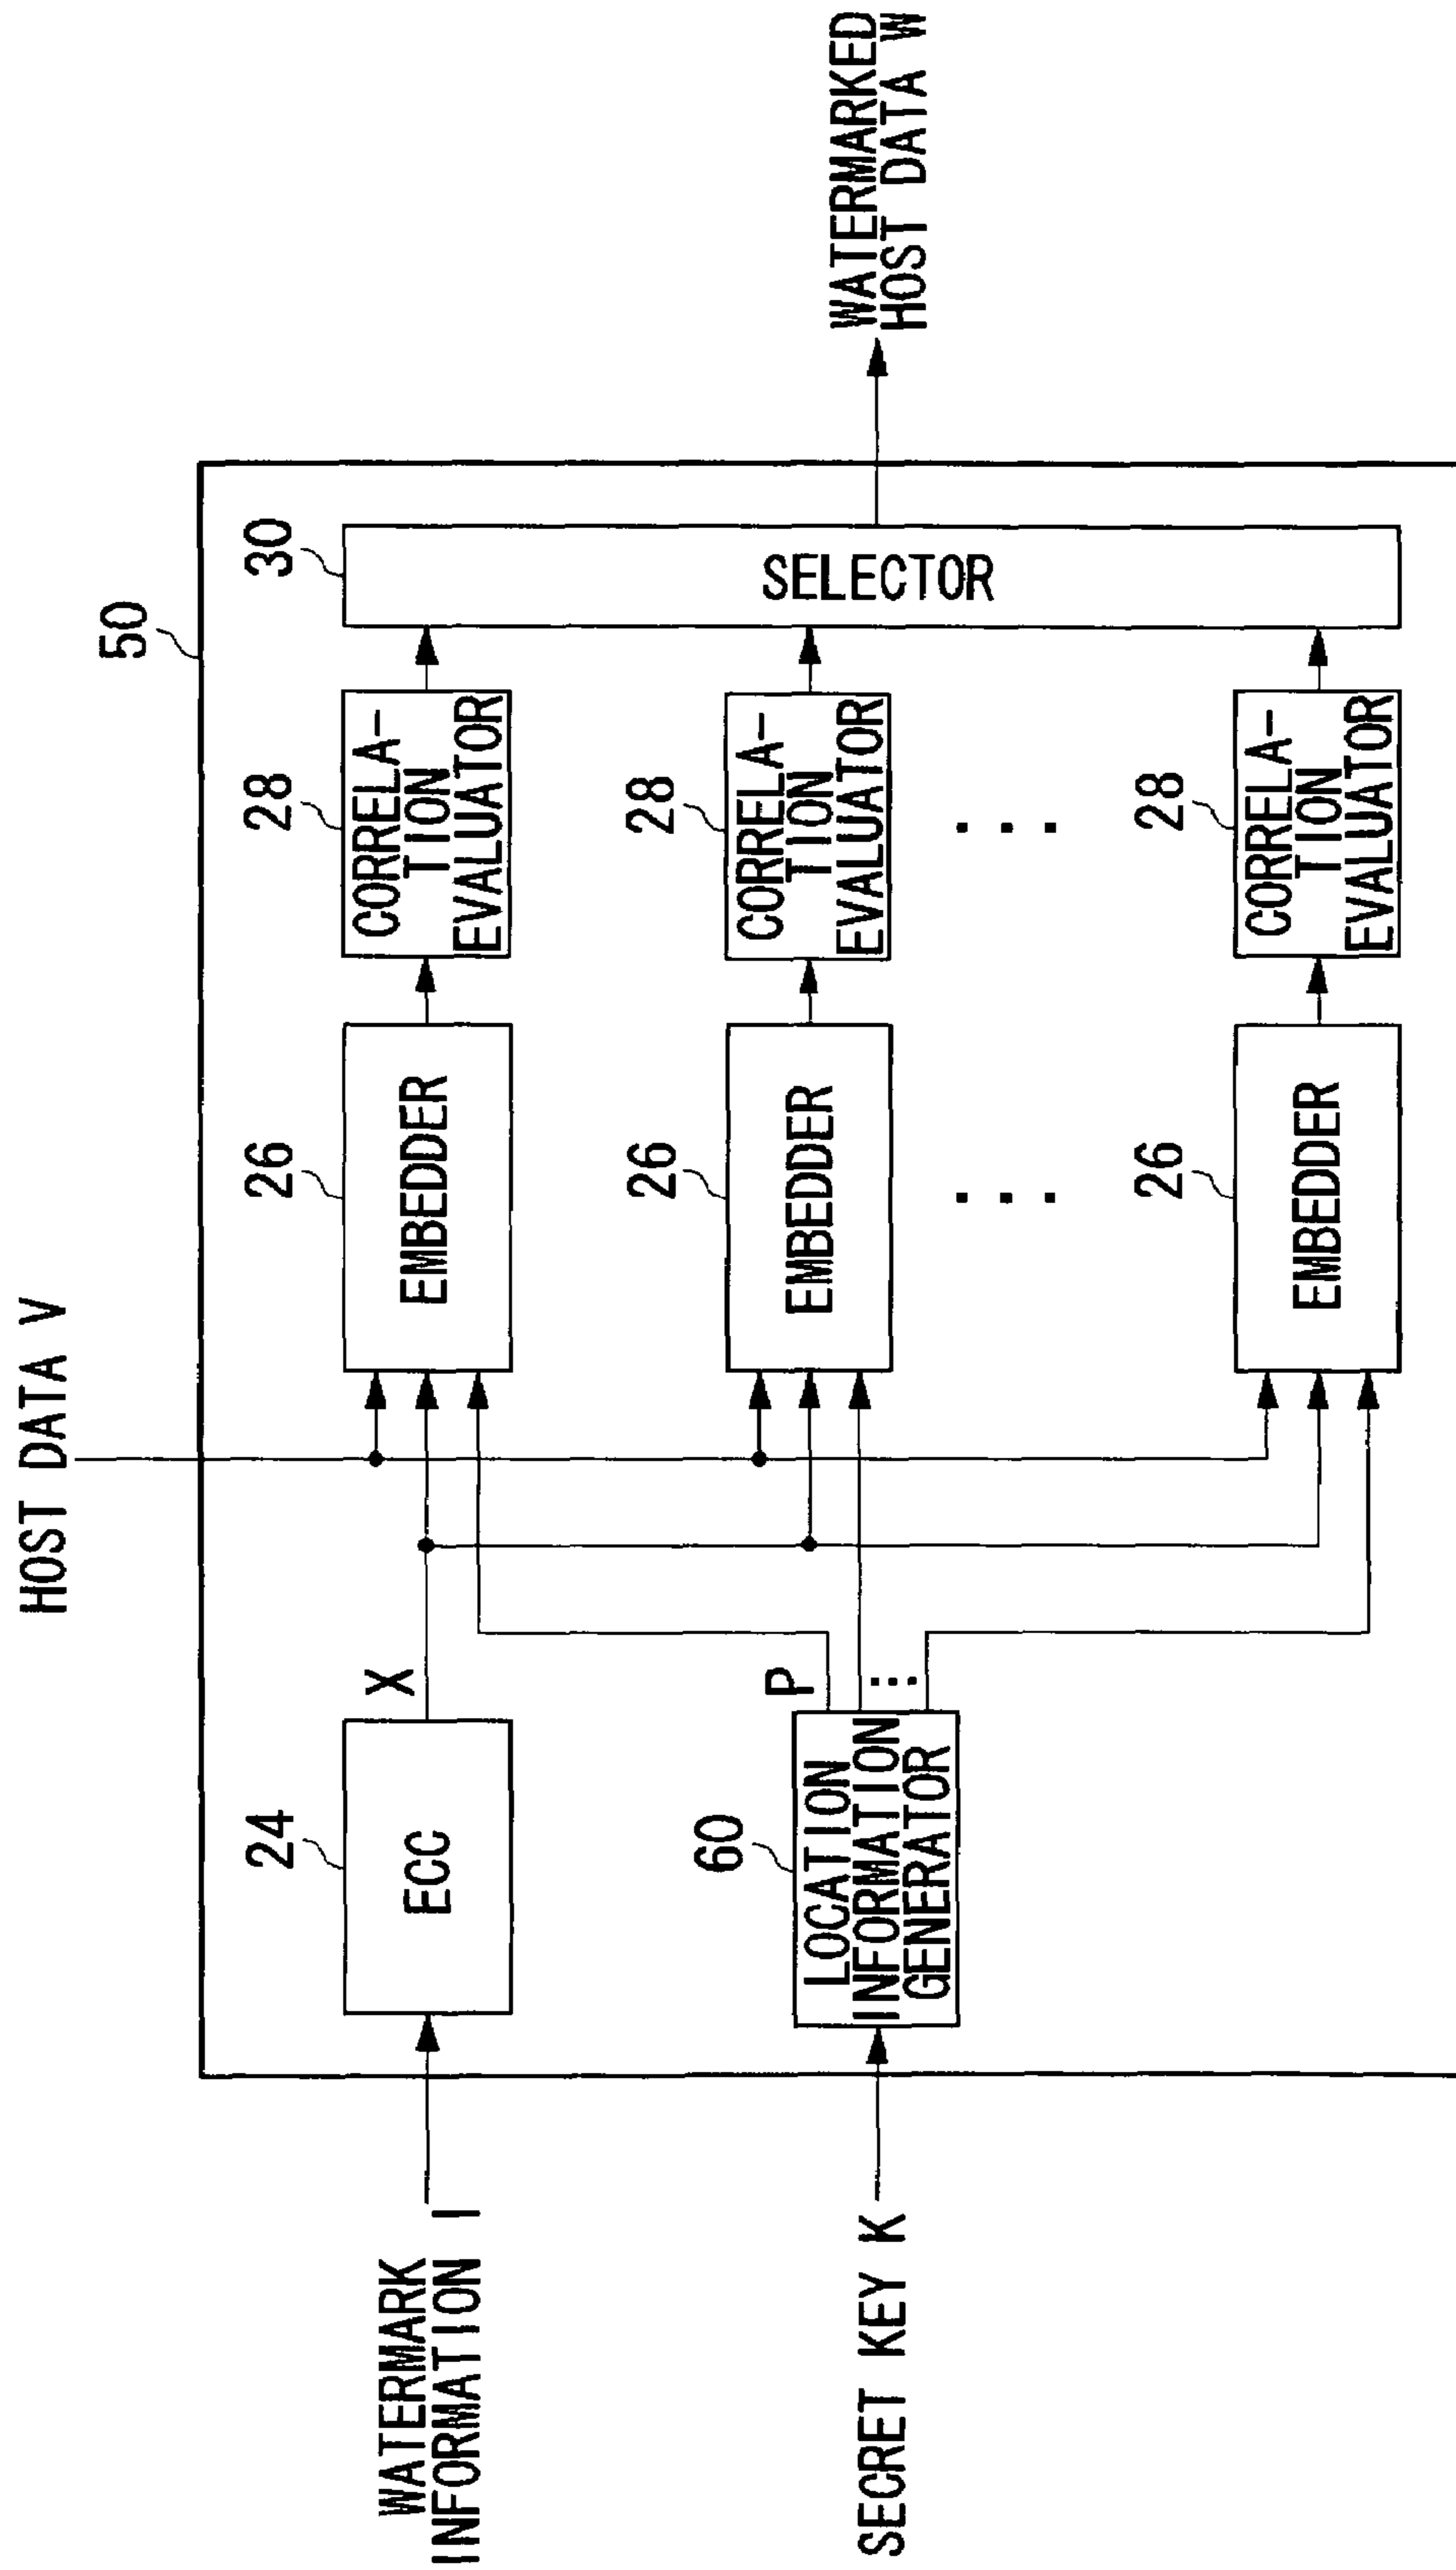 HOST DATA V
50
24
26
28
30
ECC
X
EMBEDDER
CORRELA-
TION
EVALUATOR
WATERMARK
INFORMATION I
26
28
EMBEDDER
CORRELA-
TION
EVALUATOR
SELECTOR
WATERMARKED
HOST DATA W
60
P
LOCATION
INFORMATION
GENERATOR
SECRET KEY K
26
28
EMBEDDER
CORRELA-
TION
EVALUATOR